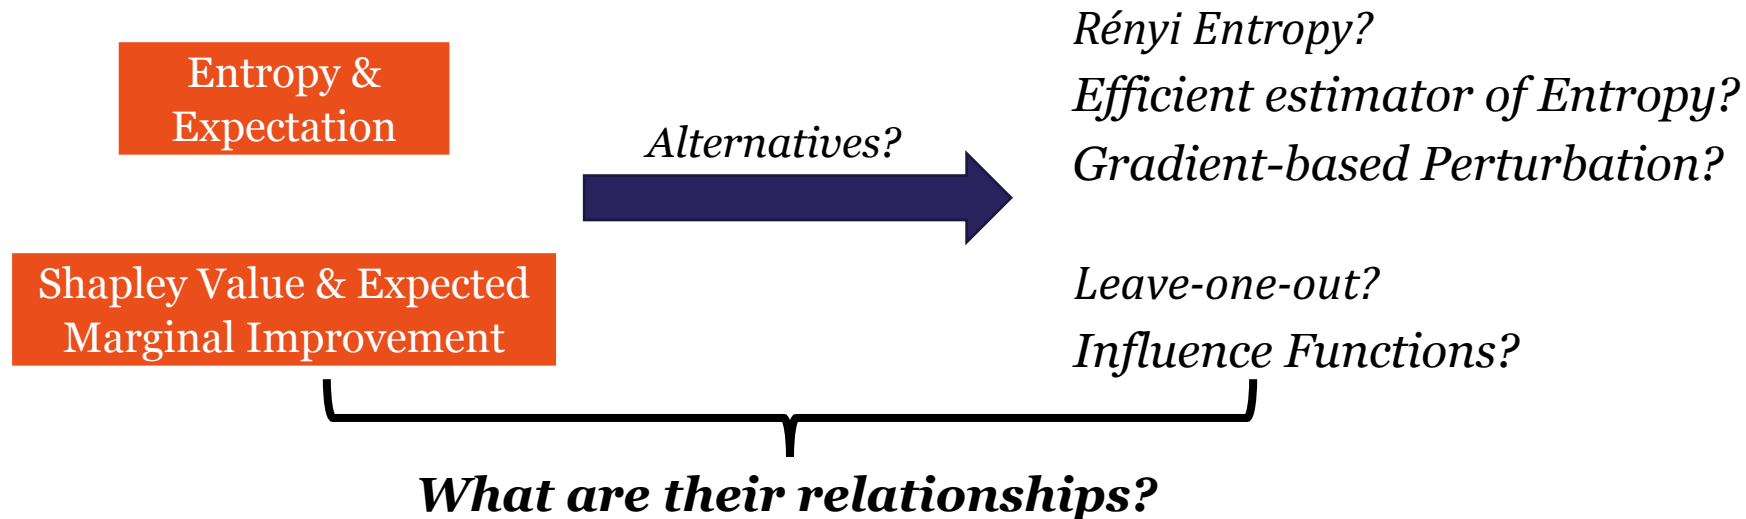 Entropy &
Expectation
Shapley Value & Expected
Marginal Improvement
Alternatives?
Rényi Entropy?
Efficient estimator of Entropy?
Gradient-based Perturbation?
Leave-one-out?
Influence Functions?
What are their relationships?